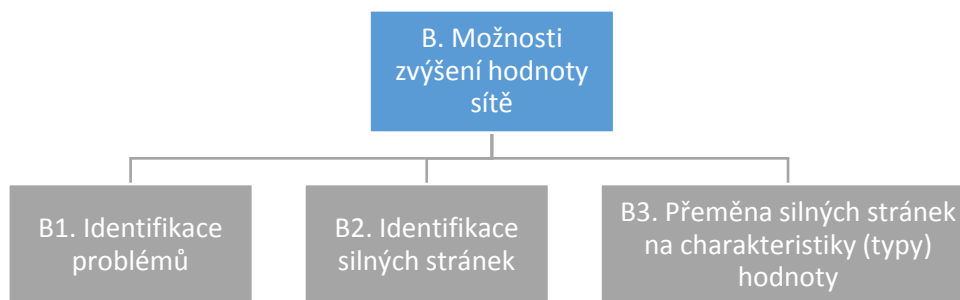 B. Možnosti
zvýšení hodnoty
sítě
B1. Identifikace
problémů
B2. Identifikace
silných stránek
B3. Přeměna silných stránek
na charakteristiky (typy)
hodnoty